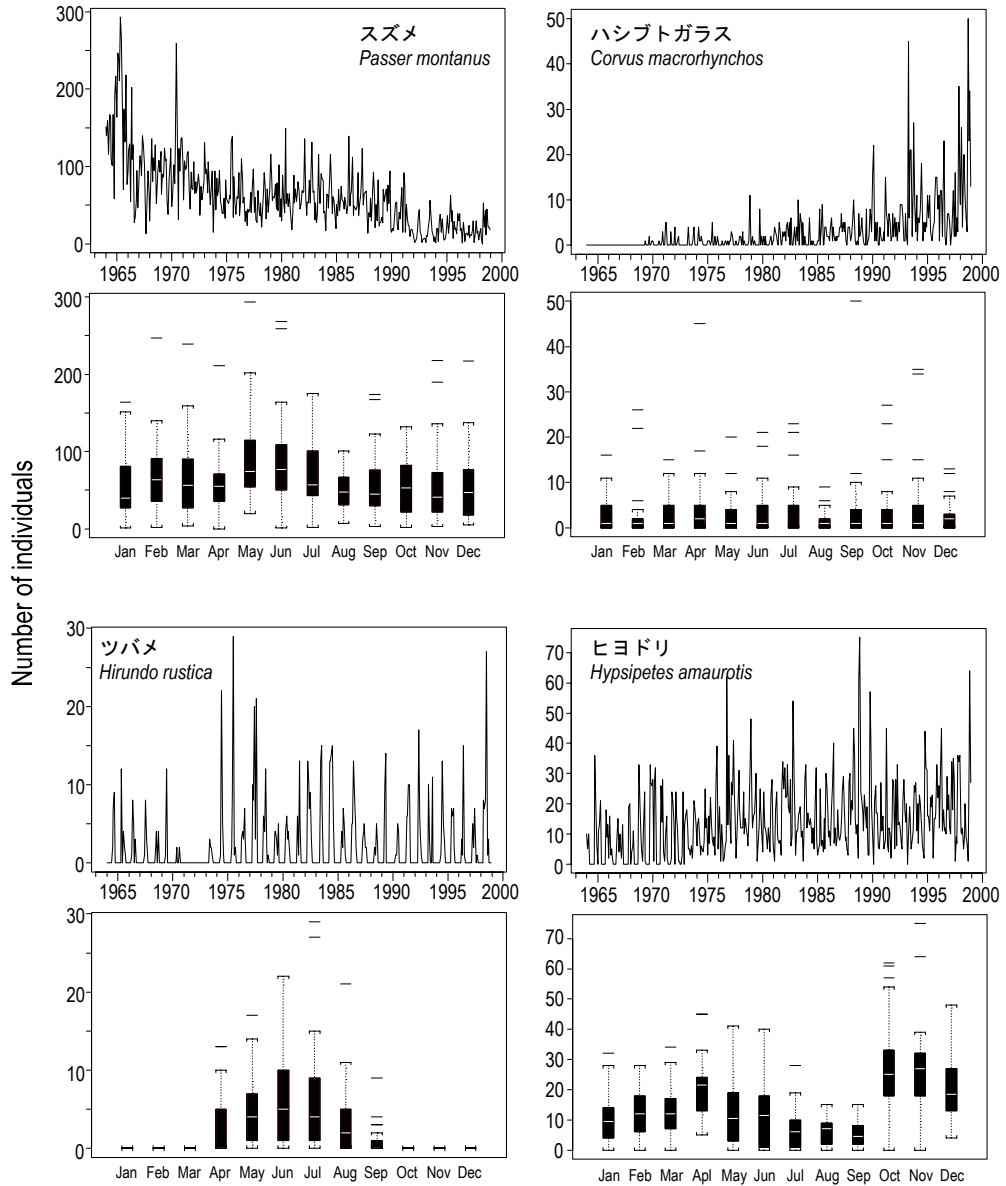 Number of individuals
スズメ
Passer montanus
300
200
100
0
1965 1970 1975 1980 1985 1990 1995 2000
ハシブトガラス
Corvus macrorhynchos
50
40
30
20
10
0
1965 1970 1975 1980 1985 1990 1995 2000
300
200
100
0
Jan Feb Mar Apr May Jun Jul Aug Sep Oct Nov Dec
50
40
30
20
10
0
Jan Feb Mar Apr May Jun Jul Aug Sep Oct Nov Dec
ツバメ
Hirundo rustica
30
20
10
0
1965 1970 1975 1980 1985 1990 1995 2000
ヒヨドリ
Hypsipetes amaurotis
70
60
50
40
30
20
10
0
1965 1970 1975 1980 1985 1990 1995 2000
30
20
10
0
Jan Feb Mar Apr May Jun Jul Aug Sep Oct Nov Dec
70
60
50
40
30
20
10
0
Jan Feb Mar Apl May Jun Jul Aug Sep Oct Nov Dec